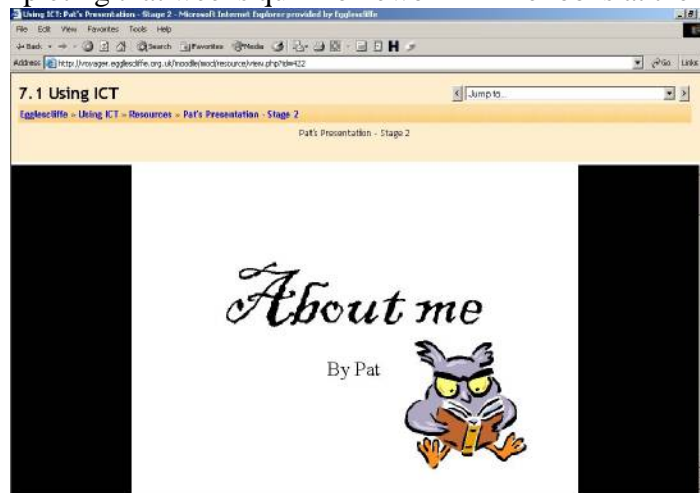 7: Using ICT: Pat's Presentation - Stage 2 - Microsoft Internet Explorer provided by Egglescliffe
File Edit View Favorites Tools Help
Back Search Favorites Media
Address http://voyager.egglescliffe.org.uk/moodle/mod/resource/view.php?id=422 Go Links
7.1 Using ICT
Jump to...
Egglescliffe » Using ICT » Resources » Pat's Presentation - Stage 2
Pat's Presentation - Stage 2
About me
By Pat